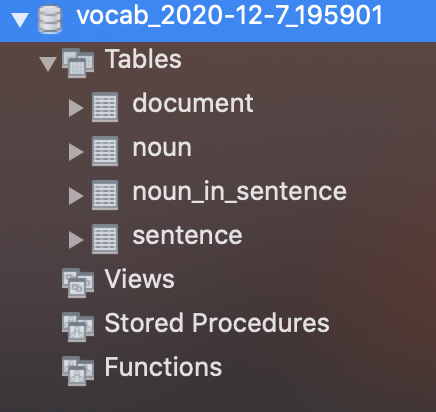 vocab_2020-12-7_195901
Tables
document
noun
noun_in_sentence
sentence
Views
Stored Procedures
Functions